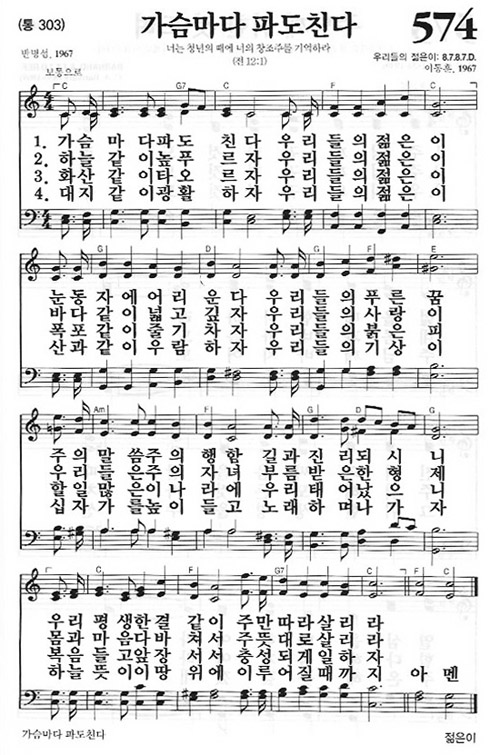 (통 303)
가슴마다 파도친다
574
너는 청년의 때에 너의 창조주를 기억하라
(전 12:1)
반병섭, 1967
우리들의 젊은이: 8.7.8.7.D.
이동훈, 1967
보통으로
C G7 C F C
1. 가슴 마 다파도 친 다 우 리 들 의 젊 은 이
2. 하늘 같 이높푸 르 자 우 리 들 의 젊 은 이
3. 화산 같 이타오 르 자 우 리 들 의 젊 은 이
4. 대지 같 이광활 하 자 우 리 들 의 젊 은 이
G D G F E
눈동 자 에어리 운 다 우 리 들 의 푸 른 꿈
바다 같 이넓고 깊 자 우 리 들 의 사 랑 이
폭포 같 이줄기 차 자 우 리 들 의 붉 은 피
산과 같 이우람 하 자 우 리 들 의 기 상 이
Am F G D G
주의 말 씀주의 행 함 길 과 진 리 되 시 니
우리 들 은주의 자 녀 부 름 받 은 한 형 제
할일 많 은이나 라 에 우 리 태 어 났 으 니
십자 가 를높이 들 고 노 래 하 며 나 가 자
C F C F C F C
우리 평 생한결 같 이 주 만 따 라 살 리 라
몸과 마 음다쳐 서 주 뜻 대 로 살 리 라
복음 들 고앞장 서 서 충 성 되 게 일 하 자
하늘 뜻 이이땅 위 에 이 루 어 질 때 까 지 아 멘
가슴마다 파도친다
젊은이